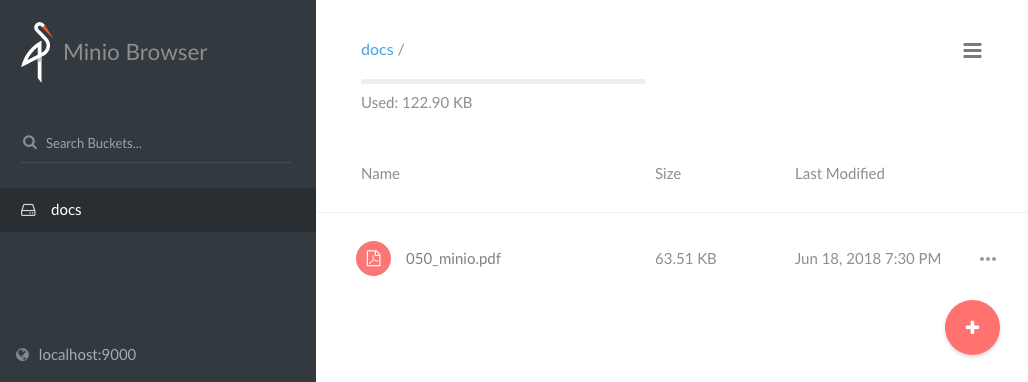 Minio Browser
Search Buckets...
docs
localhost:9000
docs /
Used: 122.90 KB
Name Size Last Modified
050_minio.pdf 63.51 KB Jun 18, 2018 7:30 PM